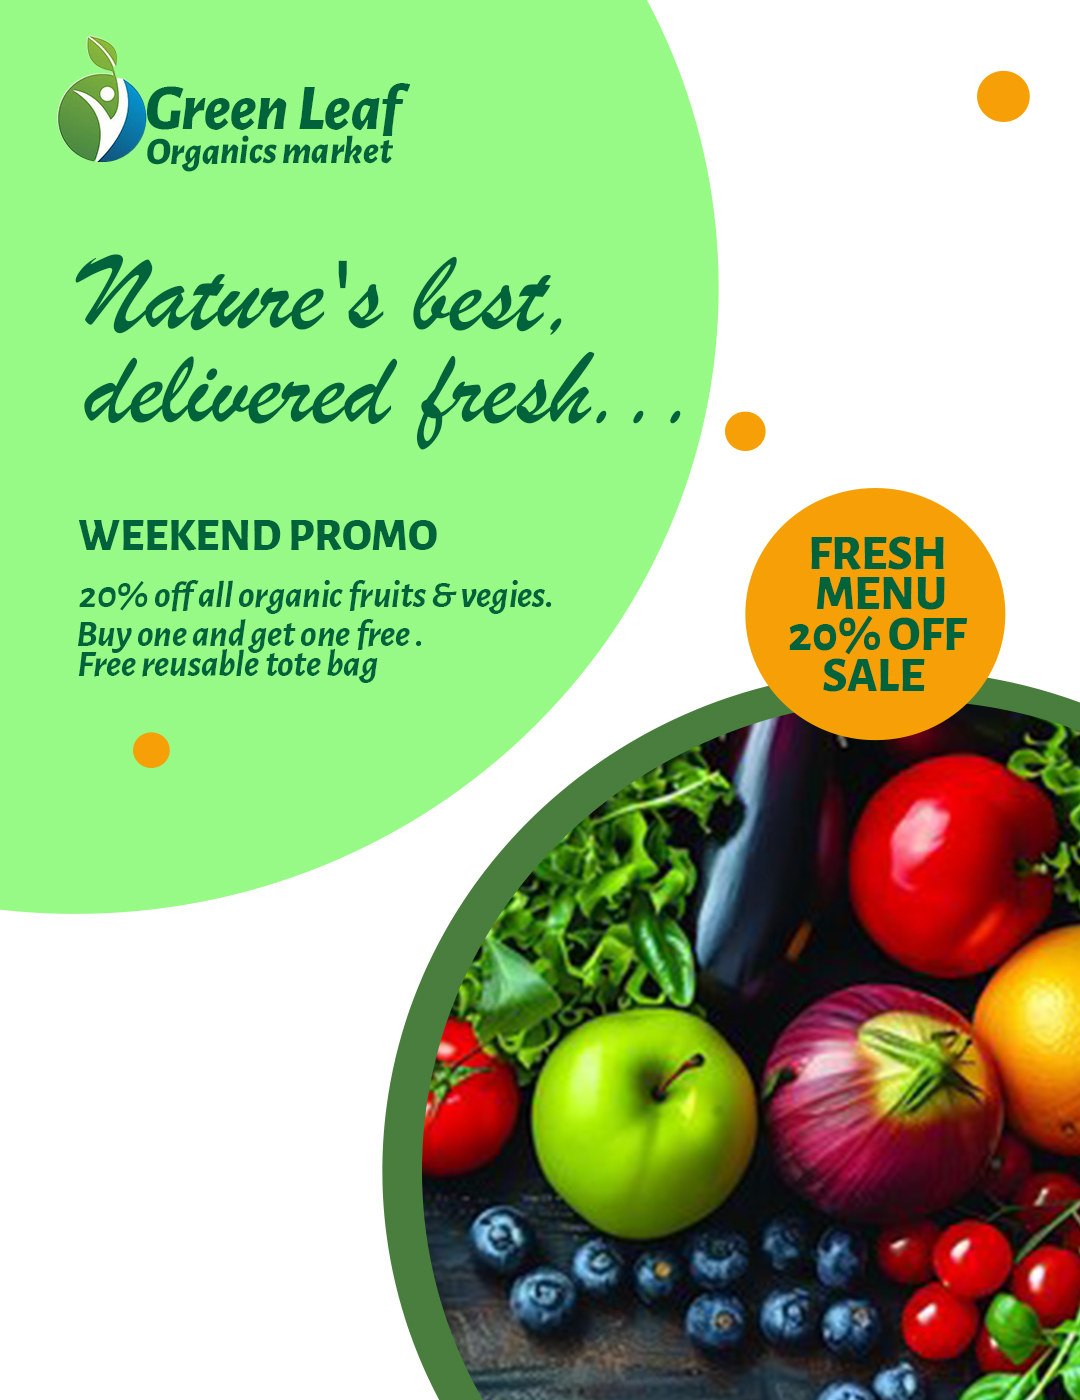 Green Leaf
Organics market
Nature's best,
delivered fresh...
WEEKEND PROMO
20% off all organic fruits & vegies.
Buy one and get one free .
Free reusable tote bag
FRESH
MENU
20% OFF
SALE